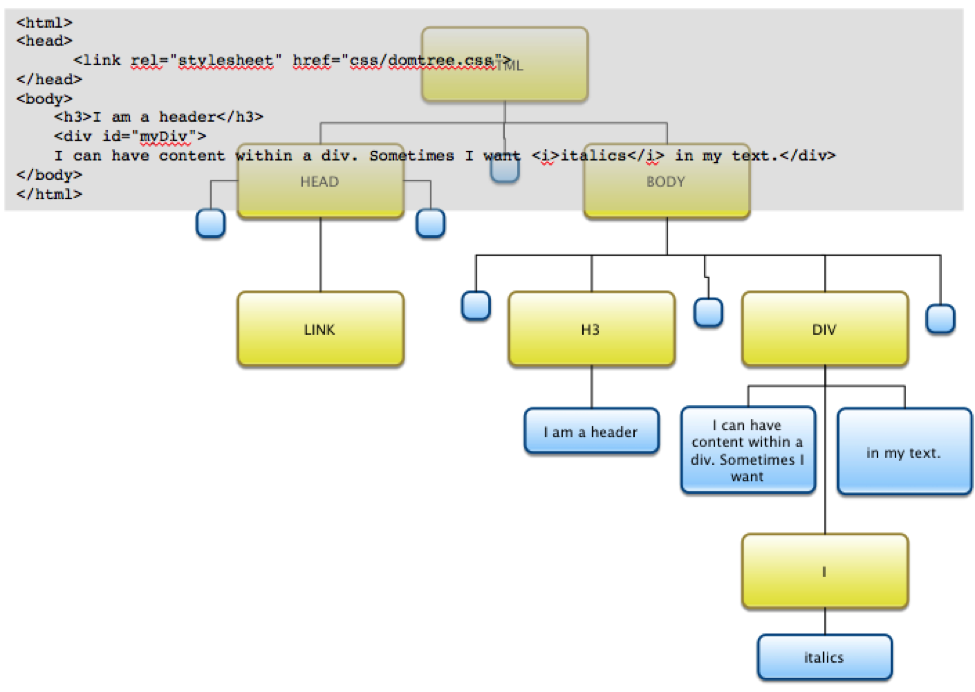 <html>
<head>
<link rel="stylesheet" href="css/domtree.css">
</head>
<body>
<h3>I am a header</h3>
<div id="myDiv">
I can have content within a div. Sometimes I want <i>italics</i> in my text.</div>
</body>
</html>
HTML
HEAD
BODY
LINK
H3
DIV
I am a header
I can have
content within a
div. Sometimes I
want
in my text.
I
italics